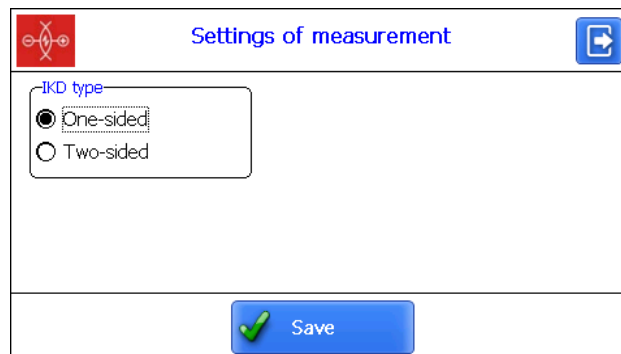 Settings of measurement
IKD type
One-sided
Two-sided
Save